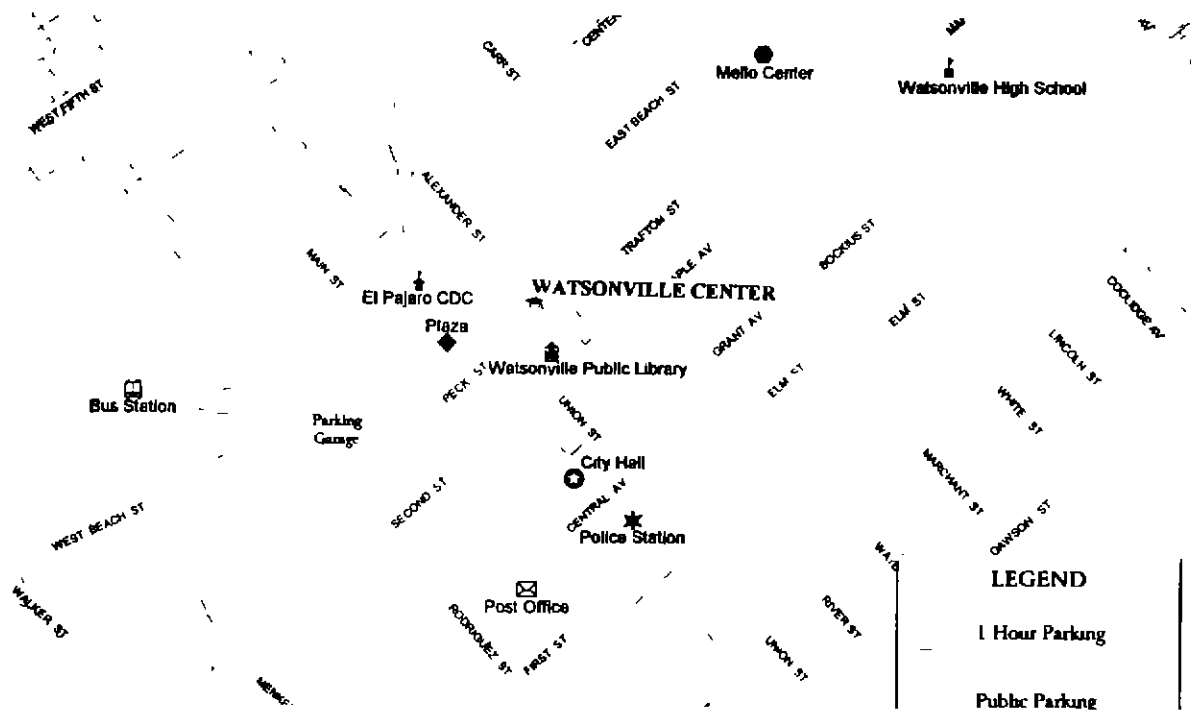 CARR ST
CENTER
WEST FIFTH ST
Mello Center
Watsonville High School
EAST BEACH ST
ALEXANDER ST
TRAFTON ST
MAIN ST
BOCKIUS ST
El Pajaro CDC
WATSONVILLE CENTER
ELM ST
COOLIDGE AV
Plaza
GRANT AV
LINCOLN ST
Watsonville Public Library
PECK ST
ELM ST
Bus Station
WHITE ST
Parking
Garage
UNION ST
City Hall
MARCHANT ST
SECOND ST
CENTRAL AV
WEST BEACH ST
Police Station
DAWSON ST
LEGEND
WALKER ST
Post Office
RODRIGUEZ ST
FIRST ST
RIVER ST
UNION ST
1 Hour Parking
Public Parking